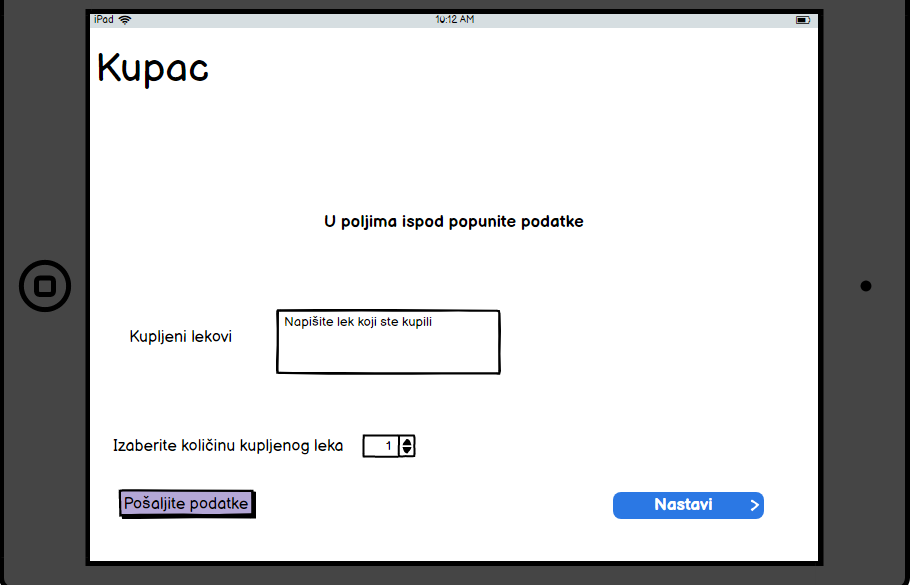 iPad 10:12 AM
Kupac
U poljima ispod popunite podatke
Kupljeni lekovi
Napišite lek koji ste kupili
Izaberite količinu kupljenog leka 1
Pošaljite podatke
Nastavi